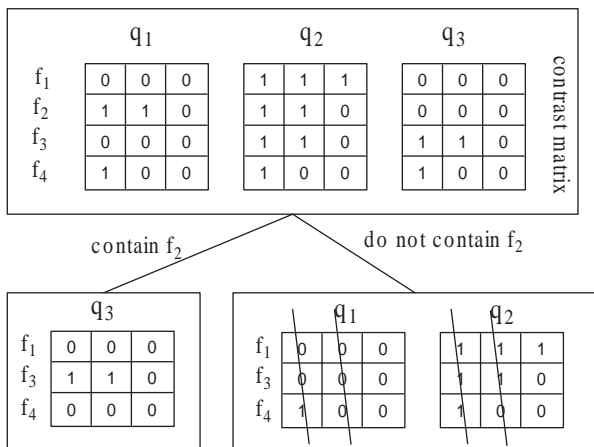 q1 q2 q3
f1 0 0 0 1 1 1 0 0 0
f2 1 1 0 1 1 0 0 0 0
f3 0 0 0 1 1 0 1 1 0
f4 1 0 0 1 0 0 1 0 0
contrast matrix
contain f2
do not contain f2
q3
f1 0 0 0
f3 1 1 0
f4 0 0 0
q1 q2
f1 0 0 0 1 1 1
f3 0 0 0 1 1 0
f4 1 0 0 1 0 0